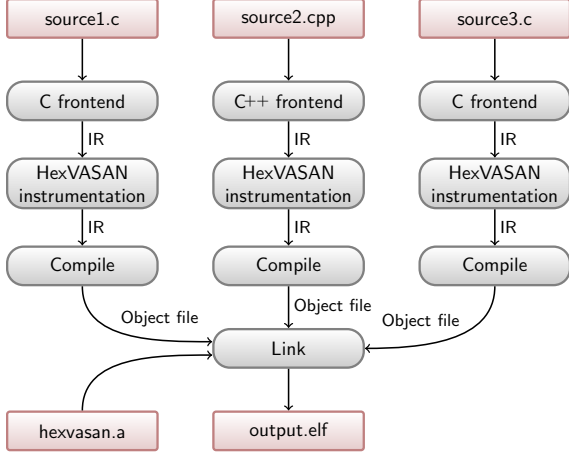 source1.c
source2.cpp
source3.c
C frontend
C++ frontend
C frontend
IR
IR
IR
HexVASAN
instrumentation
HexVASAN
instrumentation
HexVASAN
instrumentation
IR
IR
IR
Compile
Compile
Compile
Object file
Object file
Object file
Link
hexvasan.a
output.elf